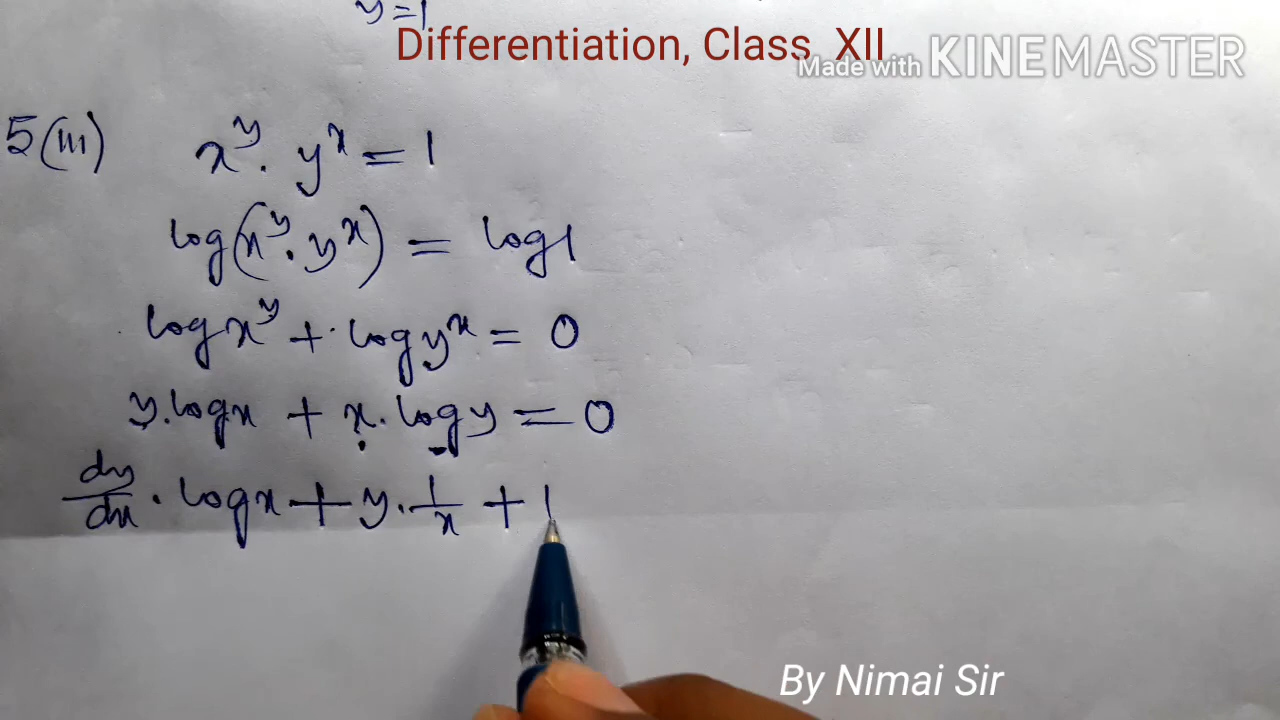 y=1
Differentiation, Class XII
Made with KINEMASTER
5(iii) x^y . y^x = 1
log(x^y . y^x) = log1
log x^y + log y^x = 0
y.logx + x.logy = 0
dy/dx . logx + y . 1/x + 1
By Nimai Sir